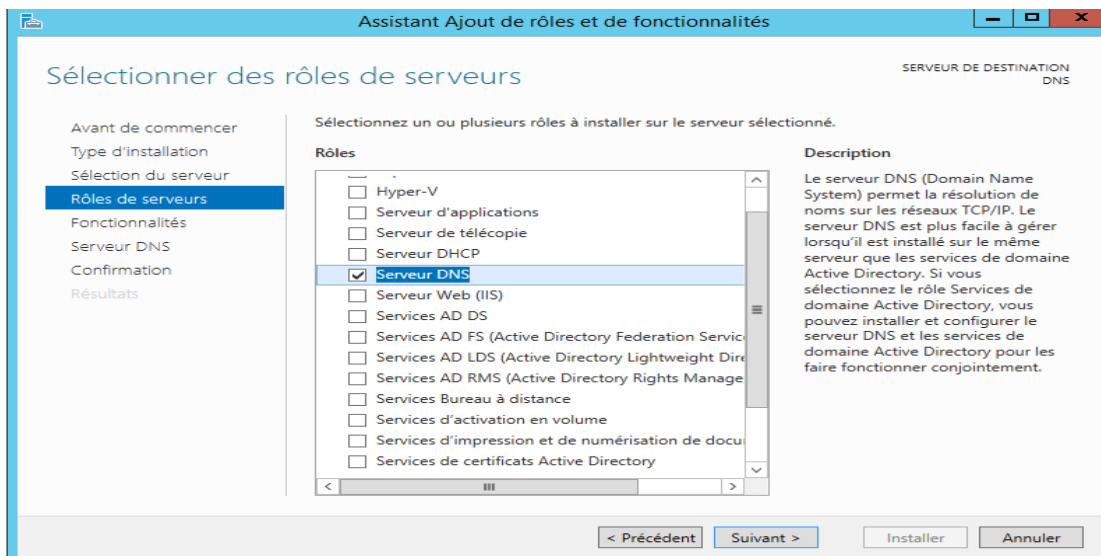 Assistant Ajout de rôles et de fonctionnalités
Sélectionner des rôles de serveurs
SERVEUR DE DESTINATION
DNS
Avant de commencer
Type d'installation
Sélection du serveur
Rôles de serveurs
Fonctionnalités
Serveur DNS
Confirmation
Résultats
Sélectionnez un ou plusieurs rôles à installer sur le serveur sélectionné.
Rôles
Hyper-V
Serveur d'applications
Serveur de télécopie
Serveur DHCP
Serveur DNS
Serveur Web (IIS)
Services AD DS
Services AD FS (Active Directory Federation Servic
Services AD LDS (Active Directory Lightweight Dire
Services AD RMS (Active Directory Rights Manage
Services Bureau à distance
Services d'activation en volume
Services d'impression et de numérisation de docu
Services de certificats Active Directory
Description
Le serveur DNS (Domain Name
System) permet la résolution de
noms sur les réseaux TCP/IP. Le
serveur DNS est plus facile à gérer
lorsqu'il est installé sur le même
serveur que les services de domaine
Active Directory. Si vous
sélectionnez le rôle Services de
domaine Active Directory, vous
pouvez installer et configurer le
serveur DNS et les services de
domaine Active Directory pour les
faire fonctionner conjointement.
< Précédent
Suivant >
Installer
Annuler